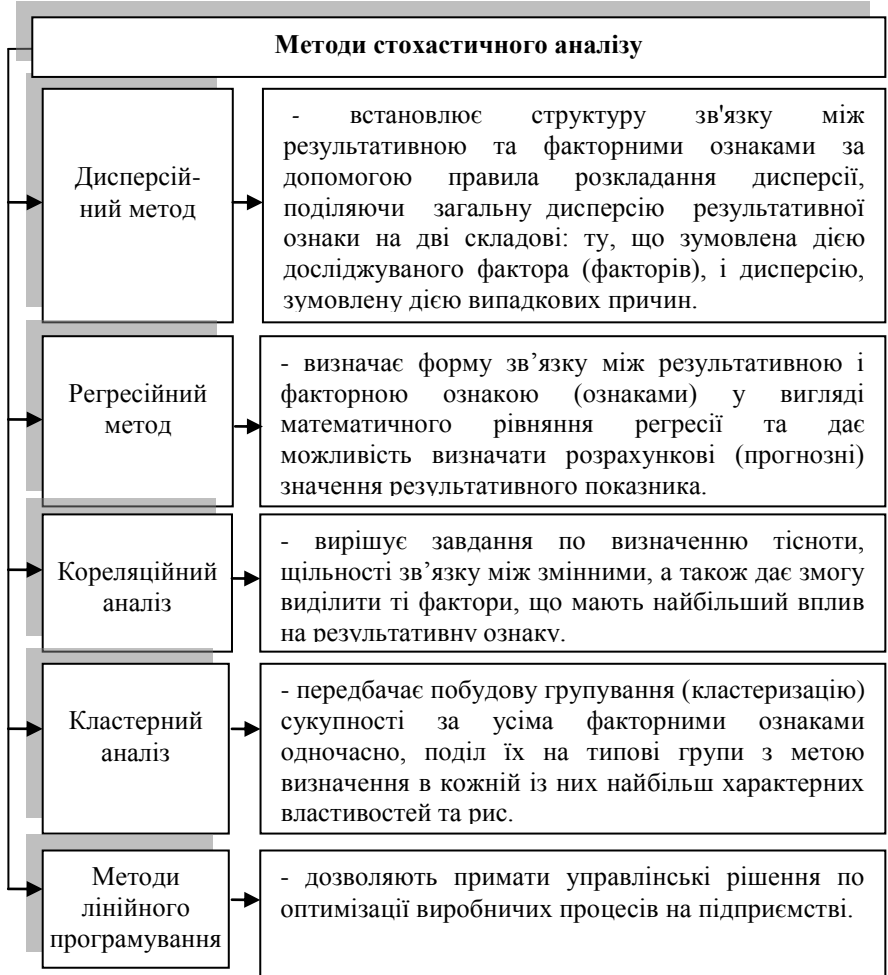 Методи стохастичного аналізу
Дисперсій-
ний метод
- встановлює структуру зв'язку між
результативною та факторними ознаками за
допомогою правила розкладання дисперсії,
поділяючи загальну дисперсію результативної
ознаки на дві складові: ту, що зумовлена дією
досліджуваного фактора (факторів), і дисперсію,
зумовлену дією випадкових причин.
Регресійний
метод
- визначає форму зв’язку між результативною і
факторною ознакою (ознаками) у вигляді
математичного рівняння регресії та дає
можливість визначати розрахункові (прогнозні)
значення результативного показника.
Кореляційний
аналіз
- вирішує завдання по визначенню тісноти,
щільності зв’язку між змінними, а також дає змогу
виділити ті фактори, що мають найбільший вплив
на результативну ознаку.
Кластерний
аналіз
- передбачає побудову групування (кластеризацію)
сукупності за усіма факторними ознаками
одночасно, поділ їх на типові групи з метою
визначення в кожній із них найбільш характерних
властивостей та рис.
Методи
лінійного
програмування
- дозволяють примати управлінські рішення по
оптимізації виробничих процесів на підприємстві.